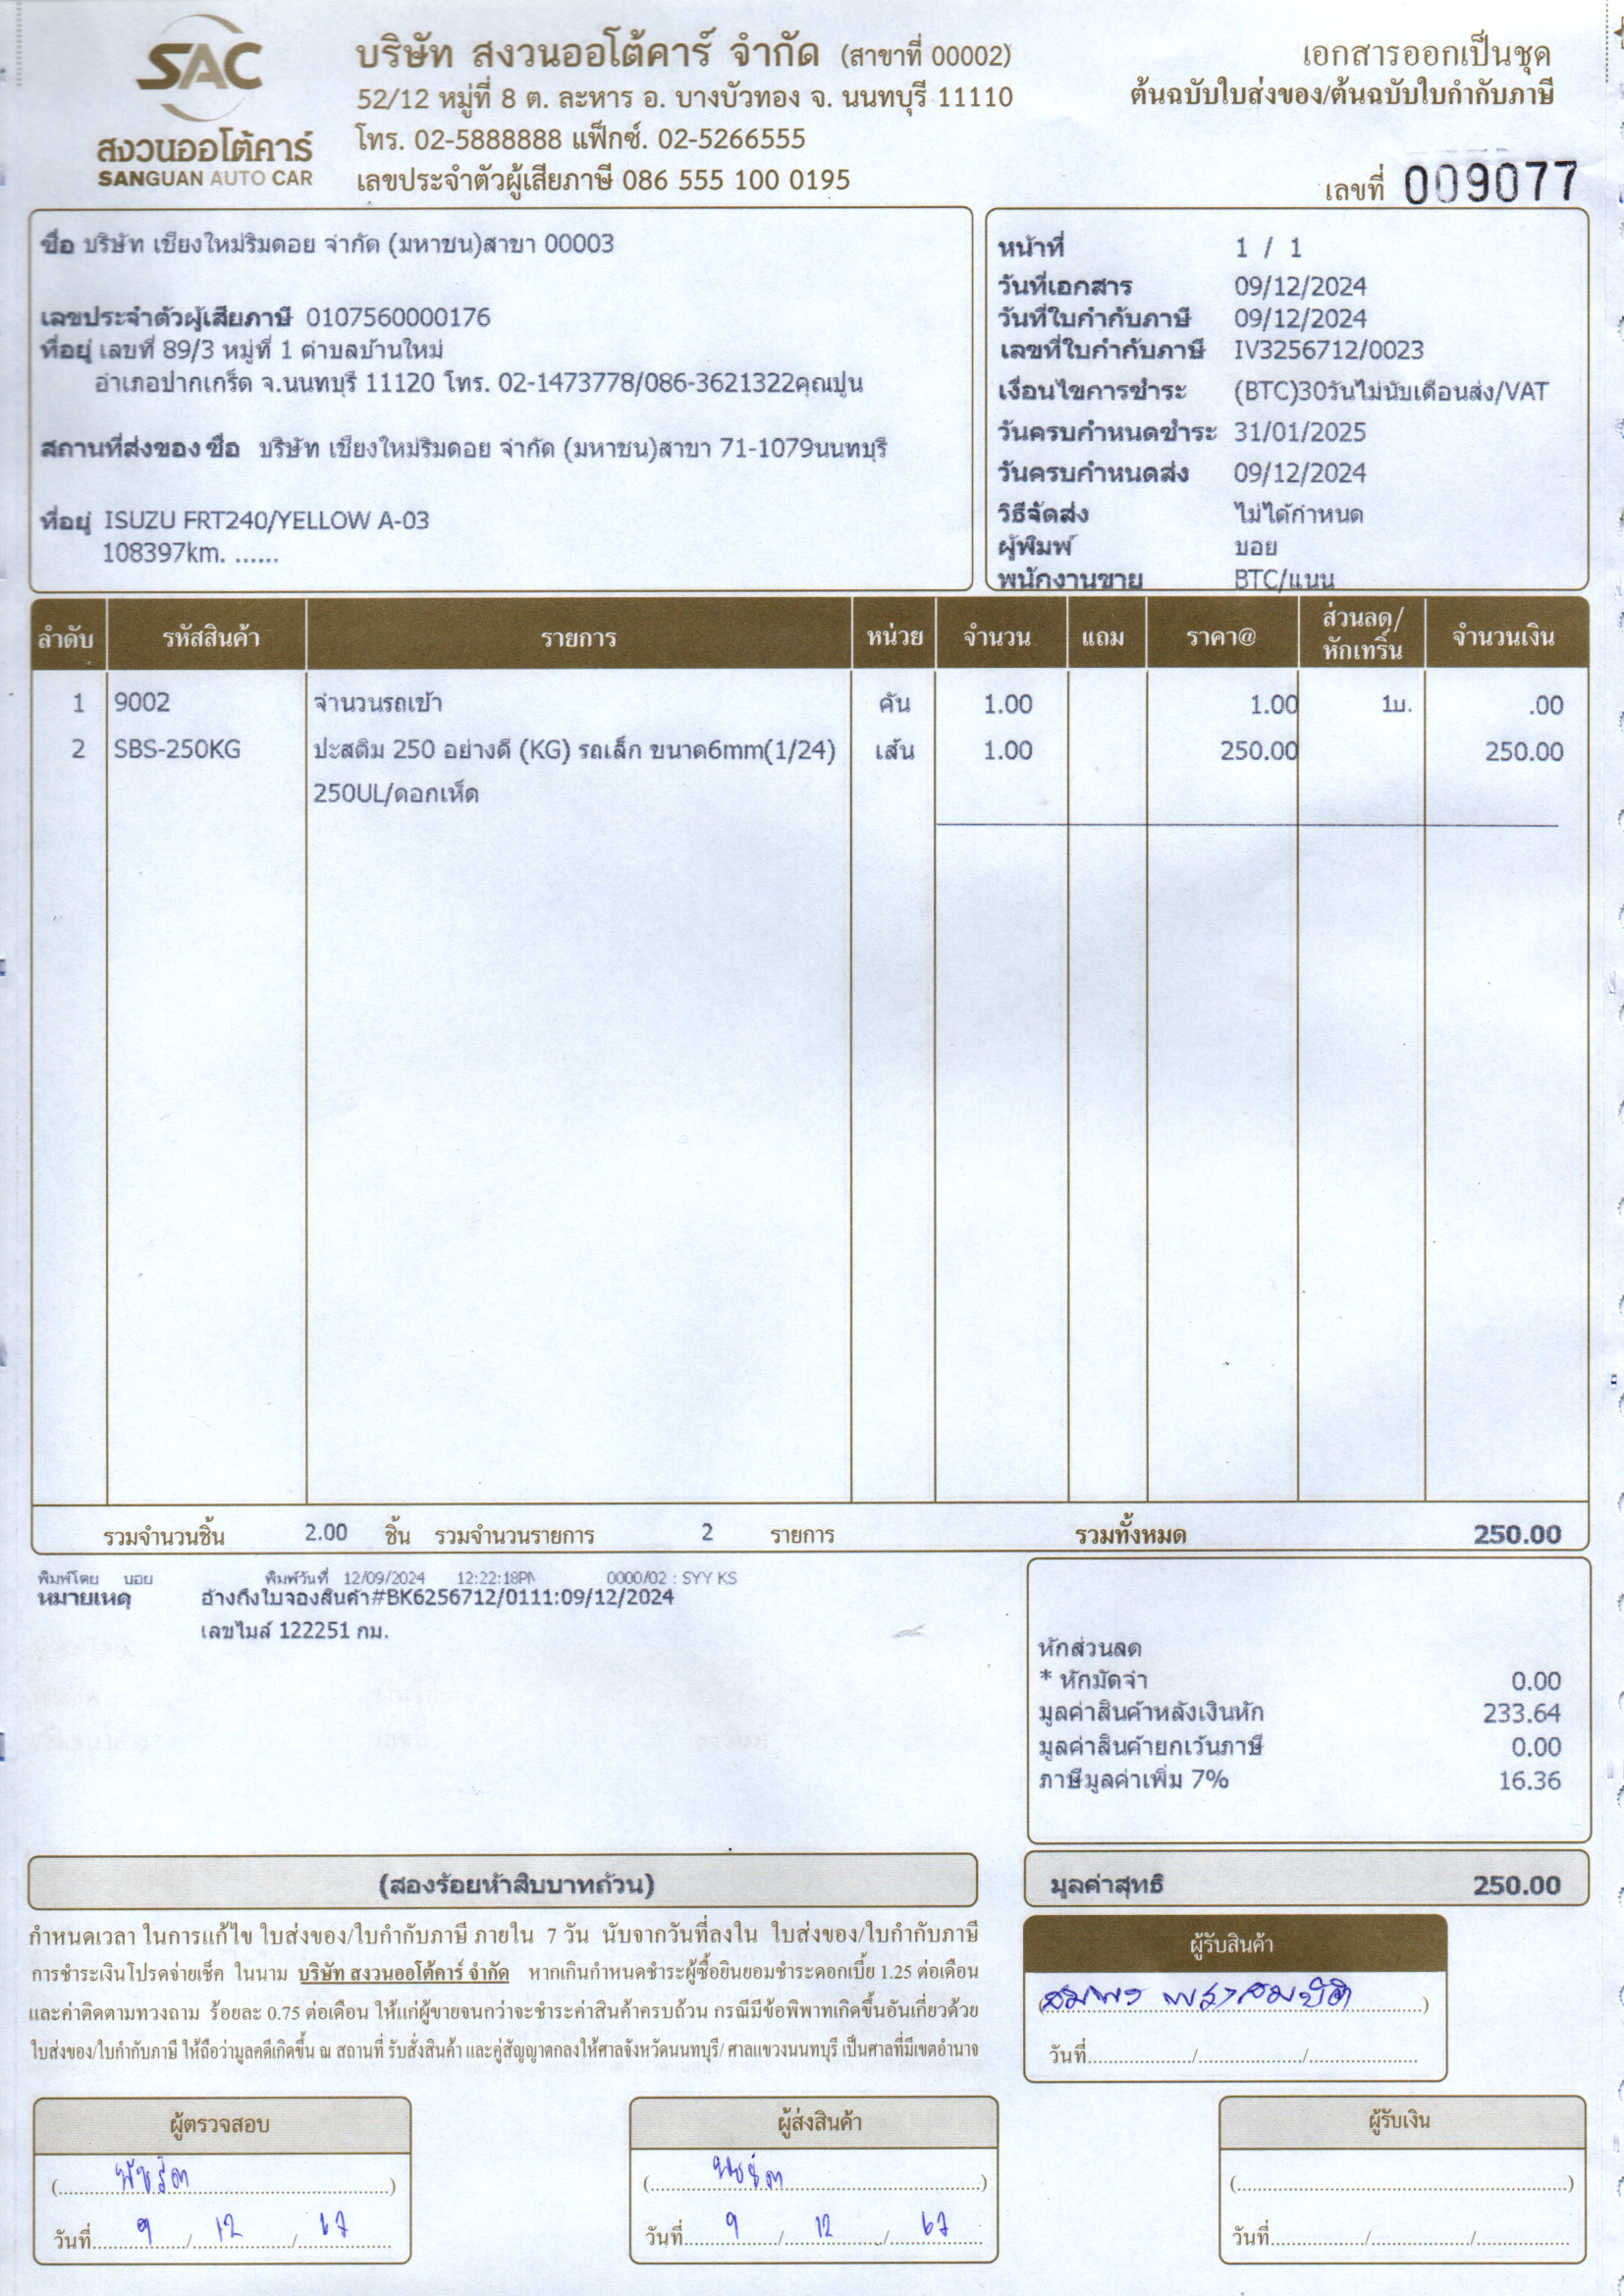 SAC
สงวนออโต้คาร์
SANGUAN AUTO CAR
บริษัท สงวนออโต้คาร์ จำกัด (สาขาที่ 00002)
52/12 หมู่ที่ 8 ต. ละหาร อ. บางบัวทอง จ. นนทบุรี 11110
โทร. 02-5888888 แฟ็กซ์. 02-5266555
เลขประจำตัวผู้เสียภาษี 086 555 100 0195
เอกสารออกเป็นชุด
ต้นฉบับใบส่งของ/ต้นฉบับใบกำกับภาษี
เลขที่ 009077
ชื่อ บริษัท เชียงใหม่ริมดอย จำกัด (มหาชน)สาขา 00003
เลขประจำตัวผู้เสียภาษี 0107560000176
ที่อยู่ เลขที่ 89/3 หมู่ที่ 1 ตำบลบ้านใหม่
อำเภอปากเกร็ด จ.นนทบุรี 11120 โทร. 02-1473778/086-3621322คุณปูน
สถานที่ส่งของ ชื่อ บริษัท เชียงใหม่ริมดอย จำกัด (มหาชน)สาขา 71-1079นนทบุรี
ที่อยู่ ISUZU FRT240/YELLOW A-03
108397km. ......
หน้าที่ 1 / 1
วันที่เอกสาร 09/12/2024
วันที่ใบกำกับภาษี 09/12/2024
เลขที่ใบกำกับภาษี IV3256712/0023
เงื่อนไขการชำระ (BTC)30วันไม่นับเดือนส่ง/VAT
วันครบกำหนดชำระ 31/01/2025
วันครบกำหนดส่ง 09/12/2024
วิธีจัดส่ง ไม่ได้กำหนด
ผู้พิมพ์ บอย
พนักงานขาย BTC/แนน
ลำดับ รหัสสินค้า รายการ หน่วย จำนวน แถม ราคา@ ส่วนลด/หักเทริ์น จำนวนเงิน
1 9002 จำนวนรถเข้า คัน 1.00 1.00 1บ. .00
2 SBS-250KG ปะสตีม 250 อย่างดี (KG) รถเล็ก ขนาด6mm(1/24) เส้น 1.00 250.00 250.00
250UL/ดอกเห็ด
รวมจำนวนชิ้น 2.00 ชิ้น รวมจำนวนรายการ 2 รายการ รวมทั้งหมด 250.00
พิมพ์โดย บอย พิมพ์วันที่ 12/09/2024 12:22:18PM 0000/02 : SYY KS
หมายเหตุ อ้างถึงใบจองสินค้า#BK6256712/0111:09/12/2024
เลขไมล์ 122251 กม.
หักส่วนลด
* หักมัดจำ 0.00
มูลค่าสินค้าหลังเงินหัก 233.64
มูลค่าสินค้ายกเว้นภาษี 0.00
ภาษีมูลค่าเพิ่ม 7% 16.36
(สองร้อยห้าสิบบาทถ้วน)
มูลค่าสุทธิ 250.00
กำหนดเวลา ในการแก้ไข ใบส่งของ/ใบกำกับภาษี ภายใน 7 วัน นับจากวันที่ลงใน ใบส่งของ/ใบกำกับภาษี
การชำระเงินโปรดจ่ายเช็ค ในนาม บริษัท สงวนออโต้คาร์ จำกัด หากเกินกำหนดชำระผู้ซื้อยินยอมชำระดอกเบี้ย 1.25 ต่อเดือน
และค่าติดตามทวงถาม ร้อยละ 0.75 ต่อเดือน ให้แก่ผู้ขายจนกว่าจะชำระค่าสินค้าครบถ้วน กรณีมีข้อพิพาทเกิดขึ้นอันเกี่ยวด้วย
ใบส่งของ/ใบกำกับภาษี ให้ถือว่ามูลคดีเกิดขึ้น ณ สถานที่ รับสั่งสินค้า และคู่สัญญาตกลงให้ศาลจังหวัดนนทบุรี/ ศาลแขวงนนทบุรี เป็นศาลที่มีเขตอำนาจ
ผู้รับสินค้า
วันที่................/................/................
ผู้ตรวจสอบ
วันที่ 9 / 12 / 67
ผู้ส่งสินค้า
วันที่ 9 / 12 / 67
ผู้รับเงิน
(............................................................)
วันที่................/................/................